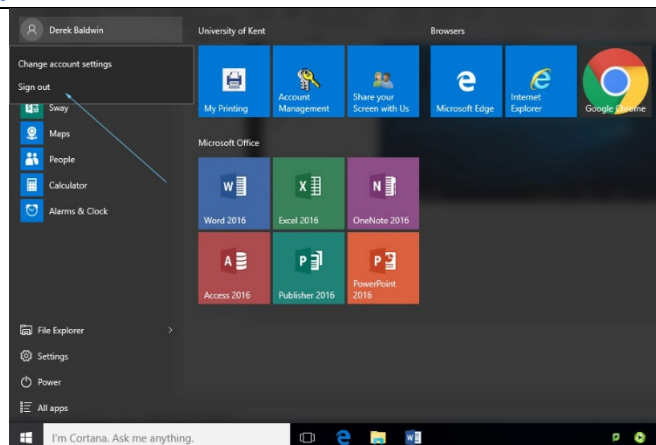 Derek Baldwin
Change account settings
Sign out
Sway
Maps
People
Calculator
Alarms & Clock
File Explorer
Settings
Power
All apps
University of Kent
My Printing
Account
Management
Share your
Screen with Us
Browsers
Microsoft Edge
Internet
Explorer
Google Chrome
Microsoft Office
Word 2016
Excel 2016
OneNote 2016
Access 2016
Publisher 2016
PowerPoint
2016
I'm Cortana. Ask me anything.